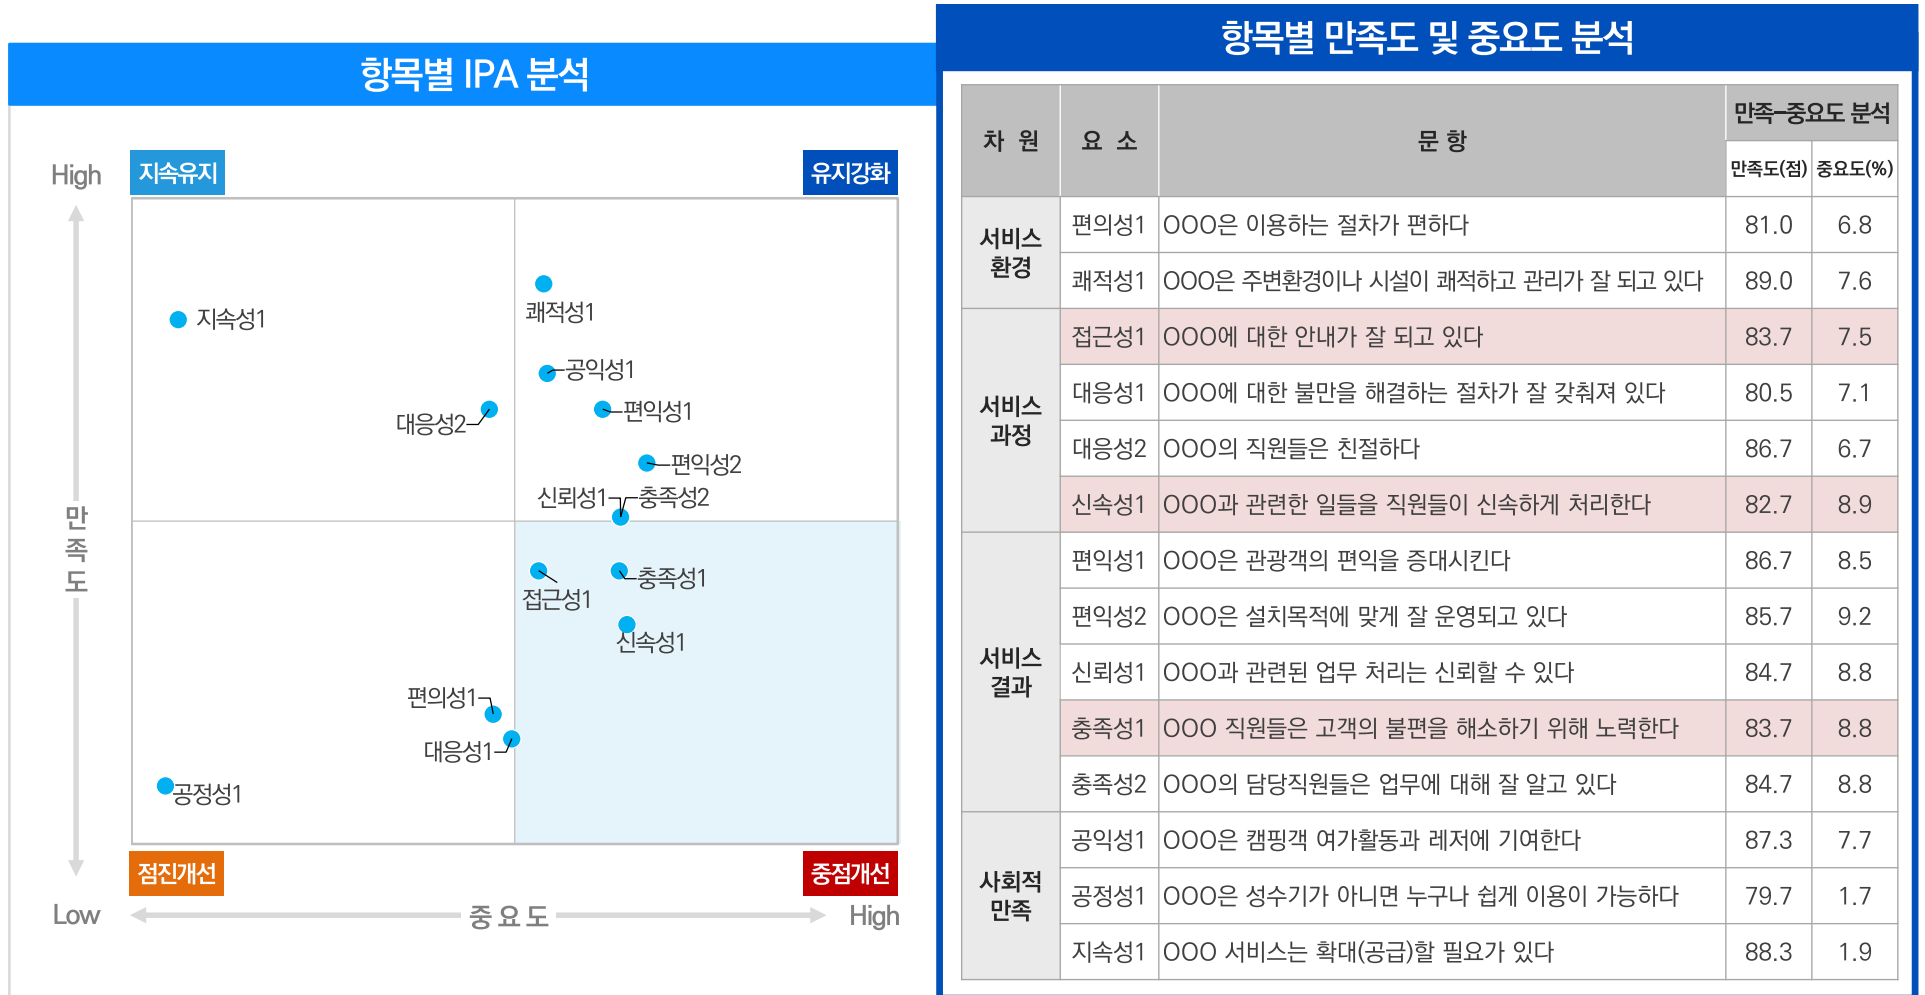 항목별 IPA 분석
High
지속유지
유지강화
쾌적성1
지속성1
공익성1
편익성1
대응성2
편익성2
신뢰성1
충족성2
만족도
접근성1
충족성1
신속성1
편의성1
대응성1
공정성1
점진개선
중점개선
Low
중요도
High
항목별 만족도 및 중요도 분석
차 원 요 소 문 항 만족-중요도 분석
만족도(점) 중요도(%)
서비스 환경
편의성1 OOO은 이용하는 절차가 편하다 81.0 6.8
쾌적성1 OOO은 주변환경이나 시설이 쾌적하고 관리가 잘 되고 있다 89.0 7.6
서비스 과정
접근성1 OOO에 대한 안내가 잘 되고 있다 83.7 7.5
대응성1 OOO에 대한 불만을 해결하는 절차가 잘 갖춰져 있다 80.5 7.1
대응성2 OOO의 직원들은 친절하다 86.7 6.7
신속성1 OOO과 관련한 일들을 직원들이 신속하게 처리한다 82.7 8.9
서비스 결과
편익성1 OOO은 관광객의 편익을 증대시킨다 86.7 8.5
편익성2 OOO은 설치목적에 맞게 잘 운영되고 있다 85.7 9.2
신뢰성1 OOO과 관련된 업무 처리는 신뢰할 수 있다 84.7 8.8
충족성1 OOO 직원들은 고객의 불편을 해소하기 위해 노력한다 83.7 8.8
충족성2 OOO의 담당직원들은 업무에 대해 잘 알고 있다 84.7 8.8
사회적 만족
공익성1 OOO은 캠핑객 여가활동과 레저에 기여한다 87.3 7.7
공정성1 OOO은 성수기가 아니면 누구나 쉽게 이용이 가능하다 79.7 1.7
지속성1 OOO 서비스는 확대(공급)할 필요가 있다 88.3 1.9